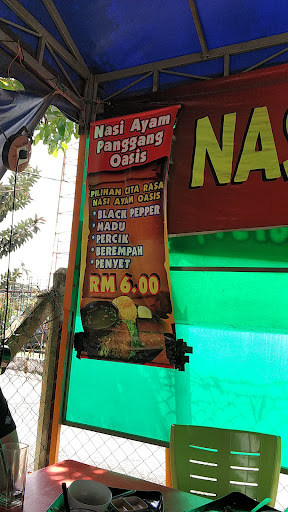 Nasi Ayam
Panggang
Oasis
PILIHAN CITA RASA
NASI AYAM OASIS
• BLACK PEPPER
• MADU
• PERCIK
• BEREMPAH
• PENYET
RM 6.00
NAS